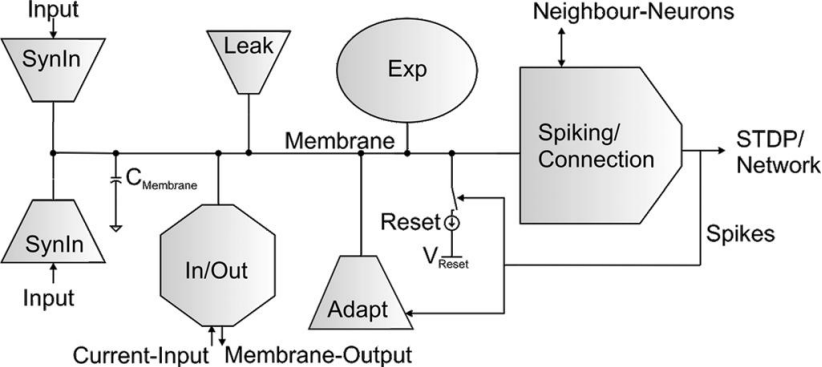 Input
Neighbour-Neurons
SynIn
Leak
Exp
Membrane
Spiking/
Connection
STDP/
Network
CMembrane
SynIn
Input
In/Out
Reset
VReset
Adapt
Spikes
Current-Input
Membrane-Output